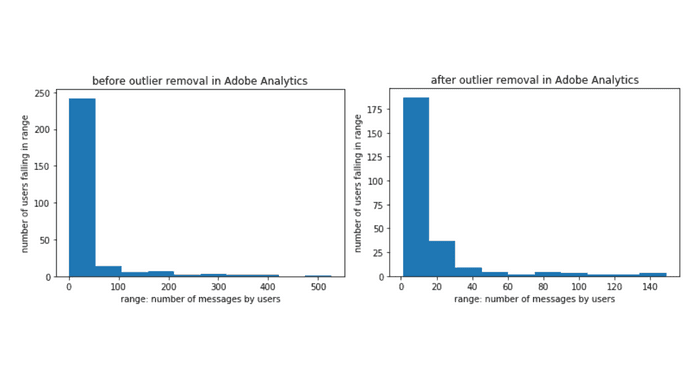 before outlier removal in Adobe Analytics
250
200
150
100
50
0
number of users falling in range
0 100 200 300 400 500
range: number of messages by users
after outlier removal in Adobe Analytics
175
150
125
100
75
50
25
0
number of users falling in range
0 20 40 60 80 100 120 140
range: number of messages by users